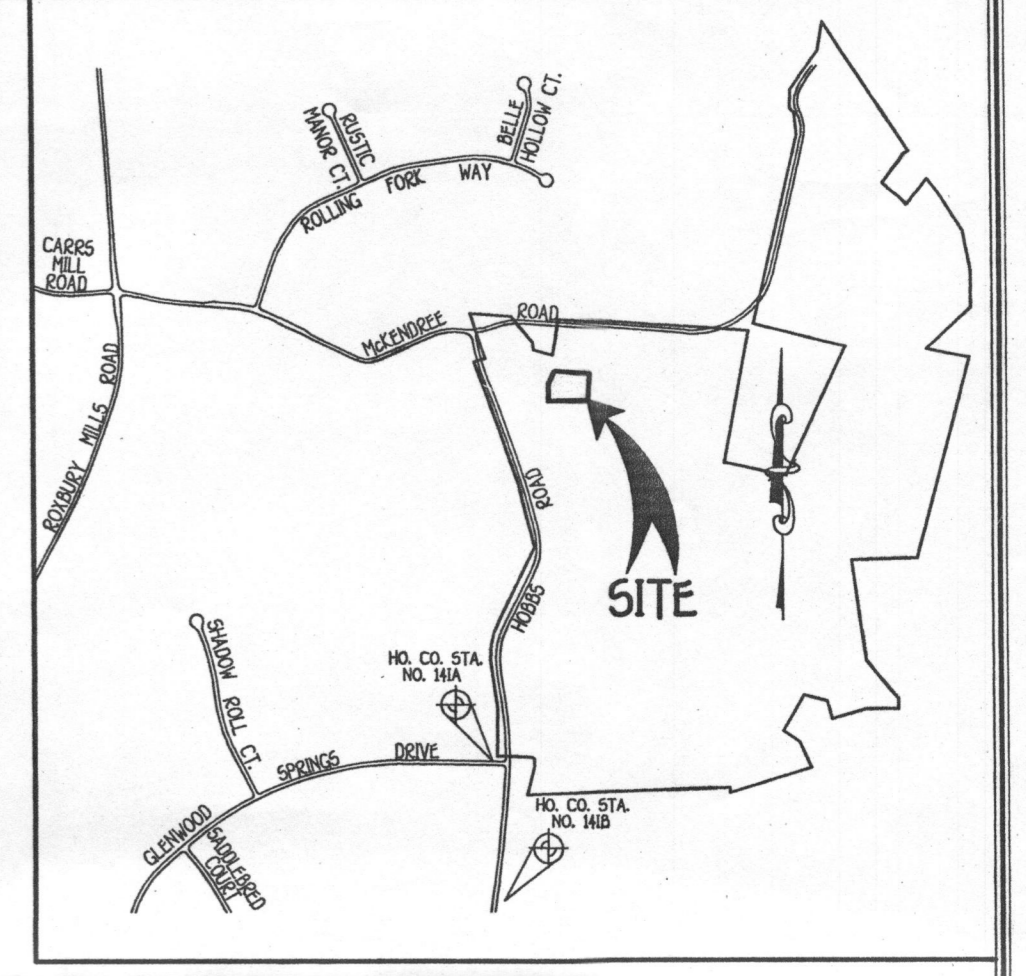 BELLE
HOLLOW CT.
RUSTIC
MANOR CT.
ROLLING FORK WAY
CARRS
MILL
ROAD
McKENDREE ROAD
ROXBURY MILLS ROAD
HOBBS ROAD
SITE
SHADOW ROLL CT.
HO. CO. STA.
NO. 141A
GLENWOOD SPRINGS DRIVE
SADDLEBRED
COURT
HO. CO. STA.
NO. 141B